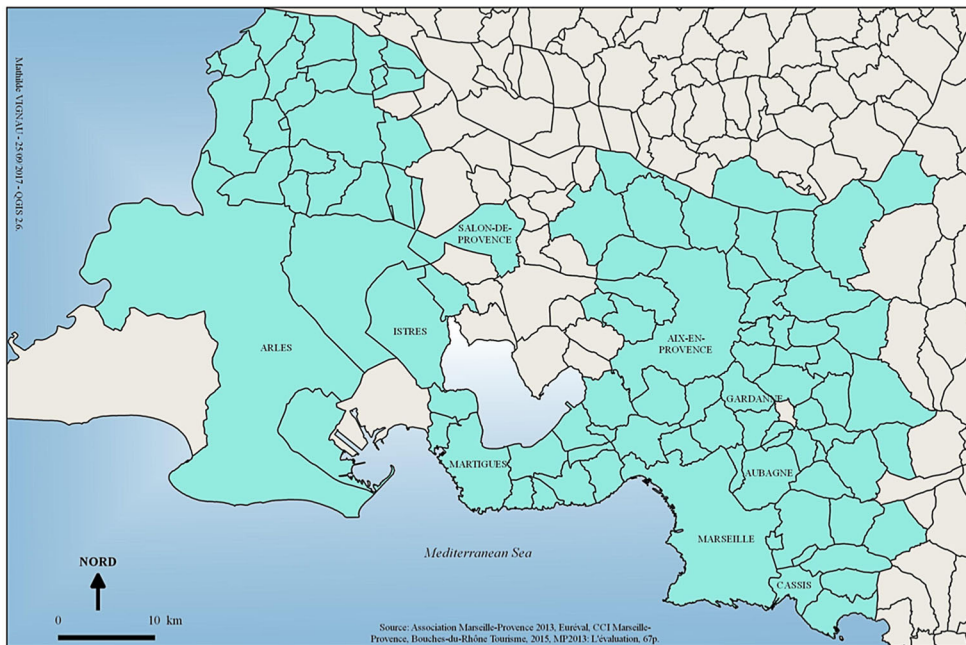 Mathilde VIGNAU - 25/09/2017 - QGIS 2.6.
SALON-DE-
PROVENCE
ISTRES
ARLES
AIX-EN-
PROVENCE
GARDANNE
MARTIGUES
AUBAGNE
MARSEILLE
CASSIS
Mediterranean Sea
NORD
0 10 km
Source: Association Marseille-Provence 2013, Euréval, CCI Marseille-
Provence, Bouches-du-Rhône Tourisme, 2015, MP2013: L'évaluation, 67p.